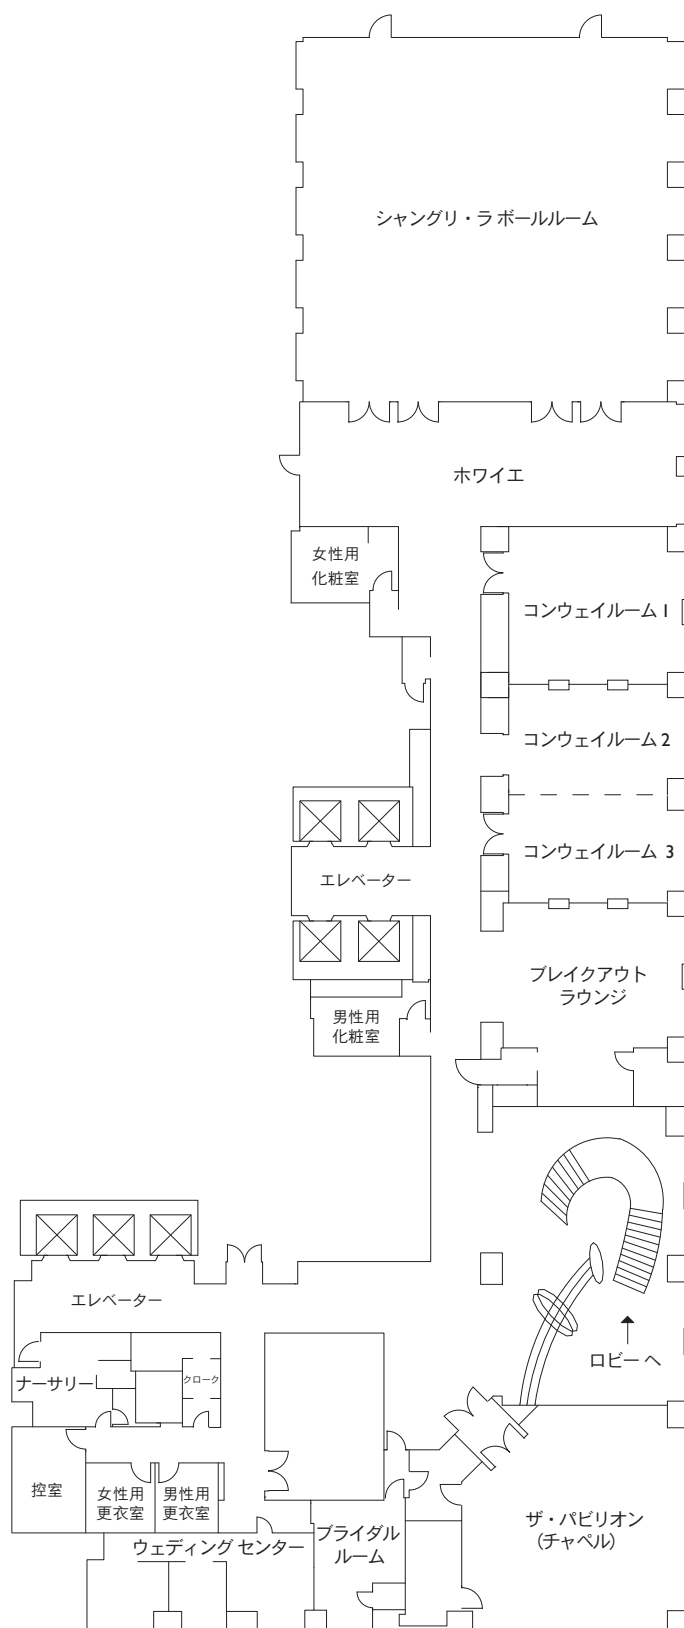 シャングリ・ラ ボールルーム
ホワイエ
女性用
化粧室
コンウェイルーム 1
コンウェイルーム 2
コンウェイルーム 3
エレベーター
ブレイクアウト
ラウンジ
男性用
化粧室
エレベーター
ロビーへ
ナーサリー
クローク
控室
女性用
更衣室
男性用
更衣室
ウェディング センター
ブライダル
ルーム
ザ・パビリオン
(チャペル)